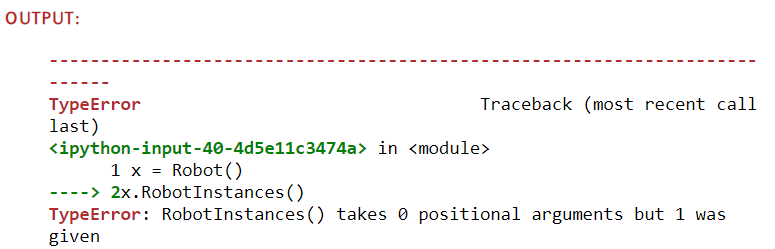 OUTPUT:
---------------------------------------------------------------------
------
TypeError Traceback (most recent call
last)
<ipython-input-40-4d5e11c3474a> in <module>
1 x = Robot()
----> 2x.RobotInstances()
TypeError: RobotInstances() takes 0 positional arguments but 1 was
given